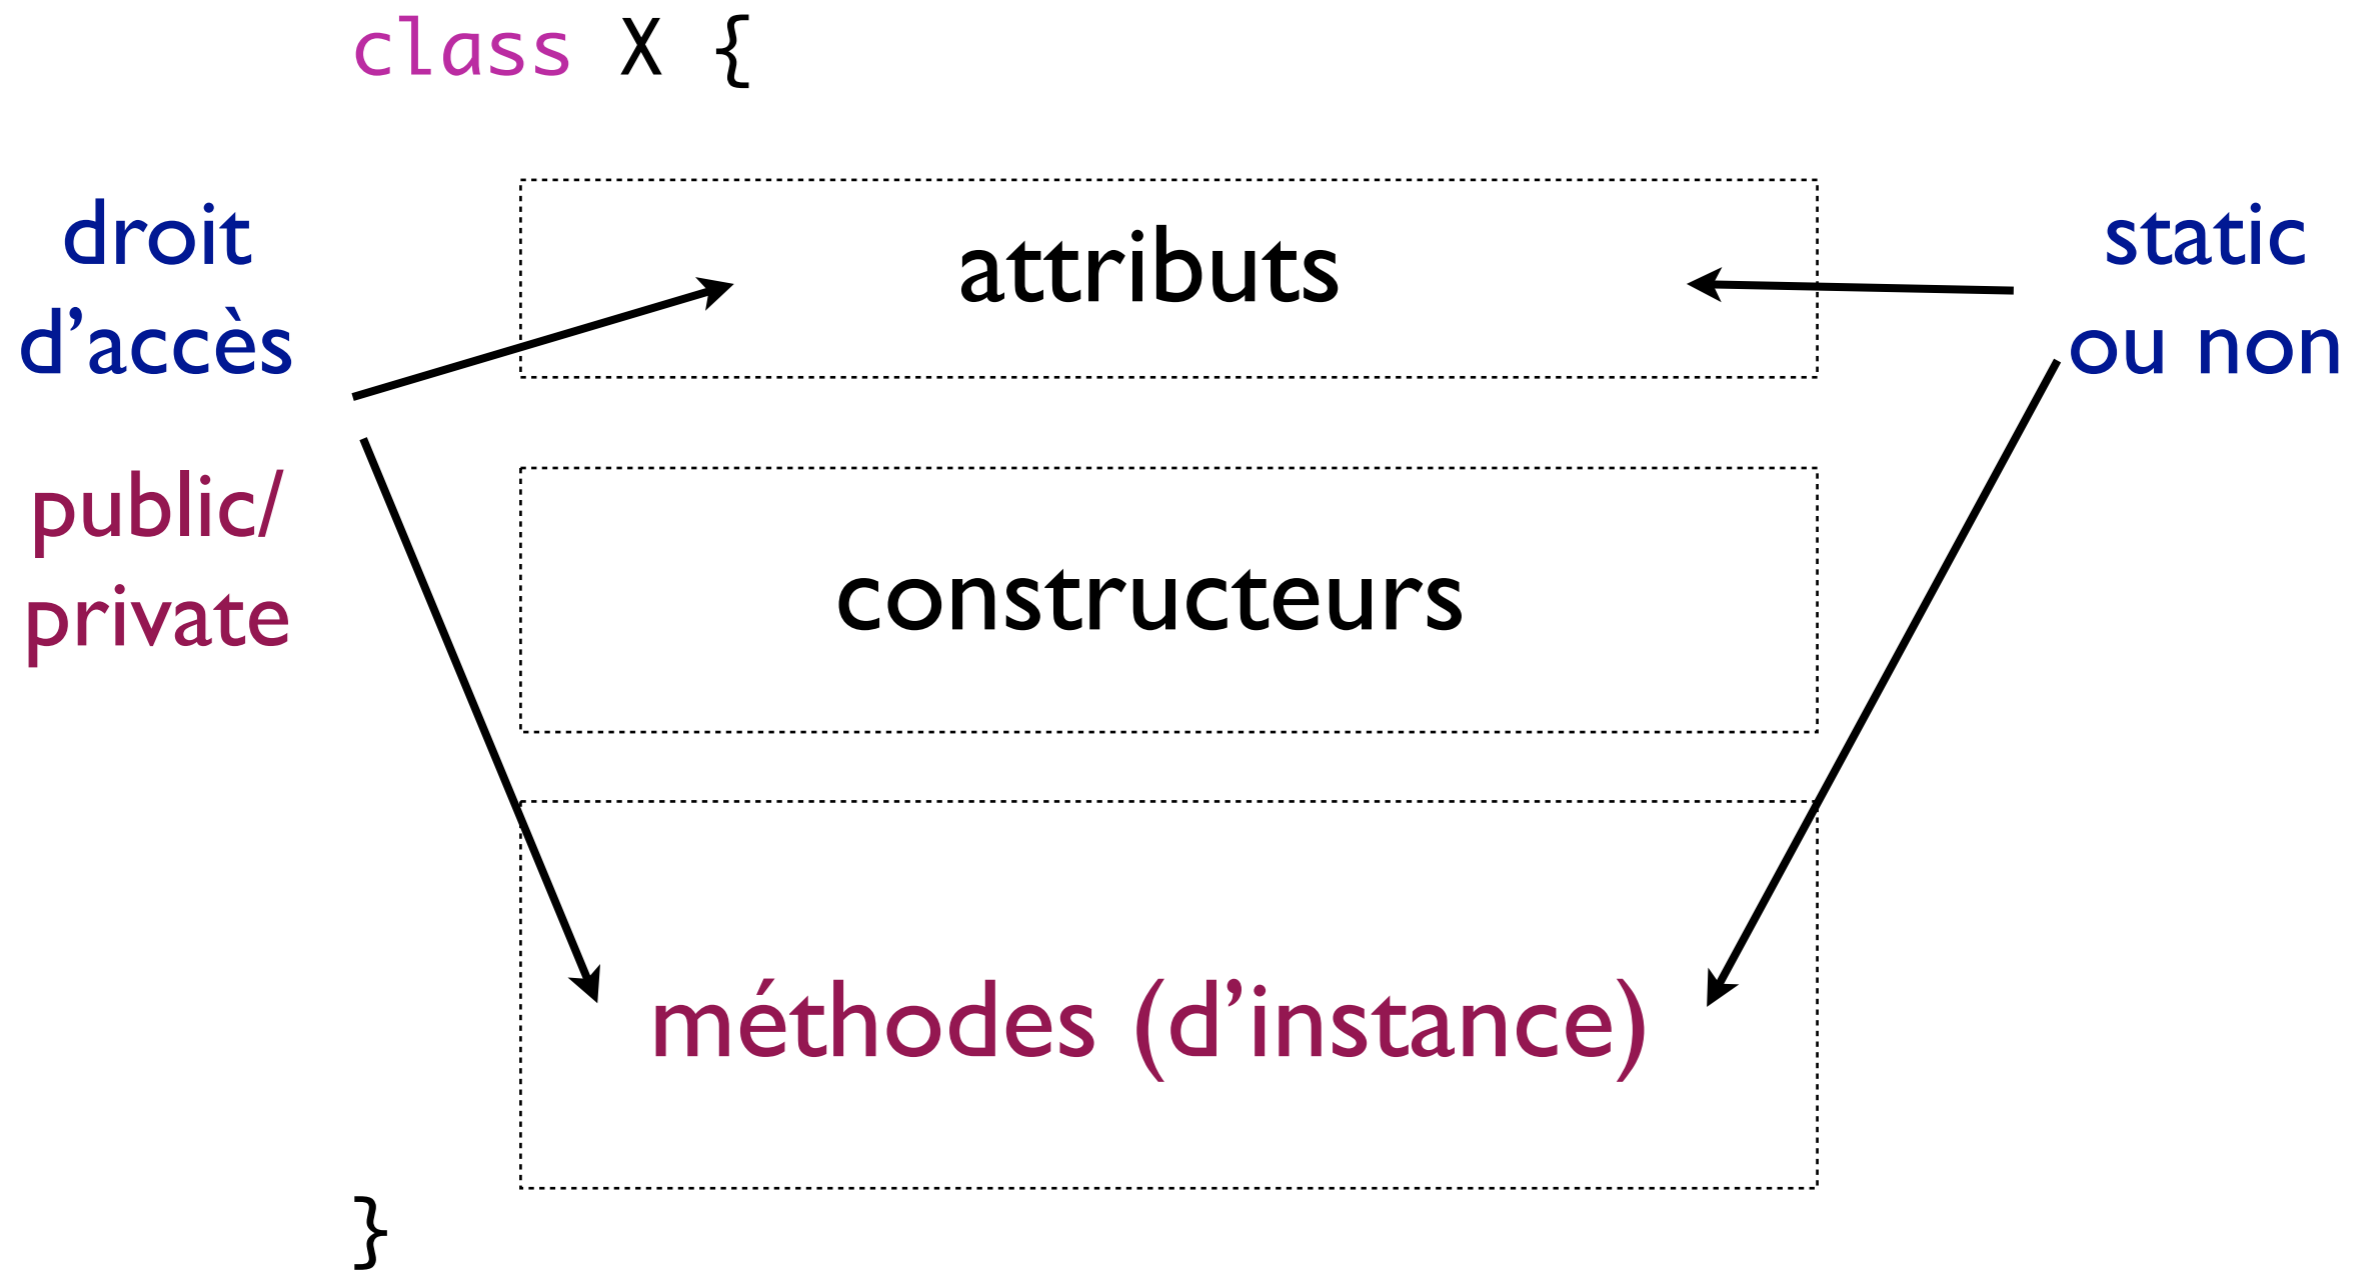 class X {
droit
d’accès
public/
private
attributs
static
ou non
constructeurs
méthodes (d’instance)
}